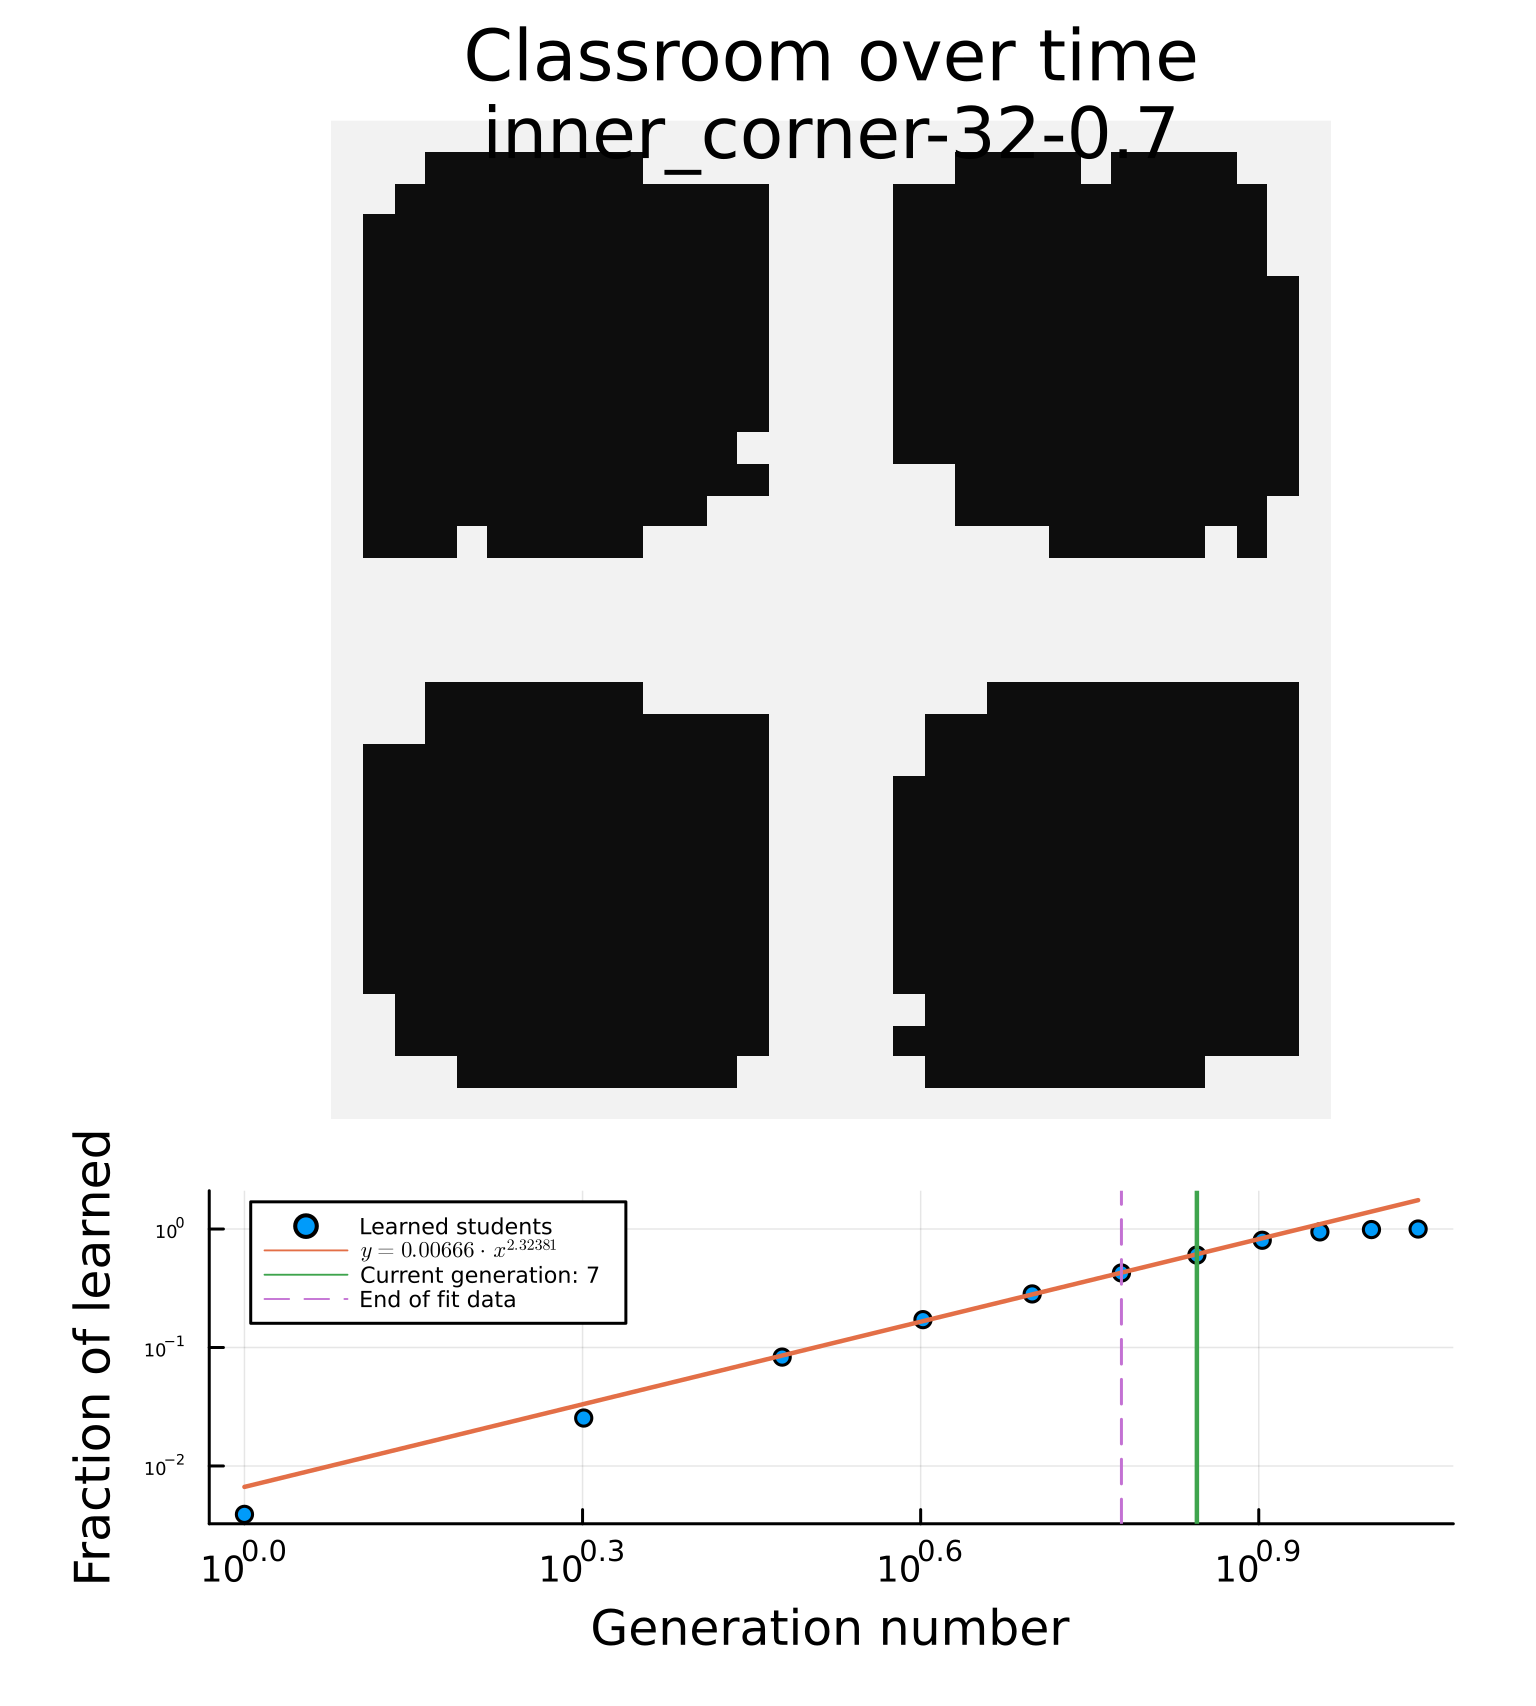 Classroom over time
inner_corner-32-0.7
Fraction of learned
10^0
10^−1
10^−2
Learned students
y = 0.00666 · x^2.32381
Current generation: 7
End of fit data
10^0.0 10^0.3 10^0.6 10^0.9
Generation number